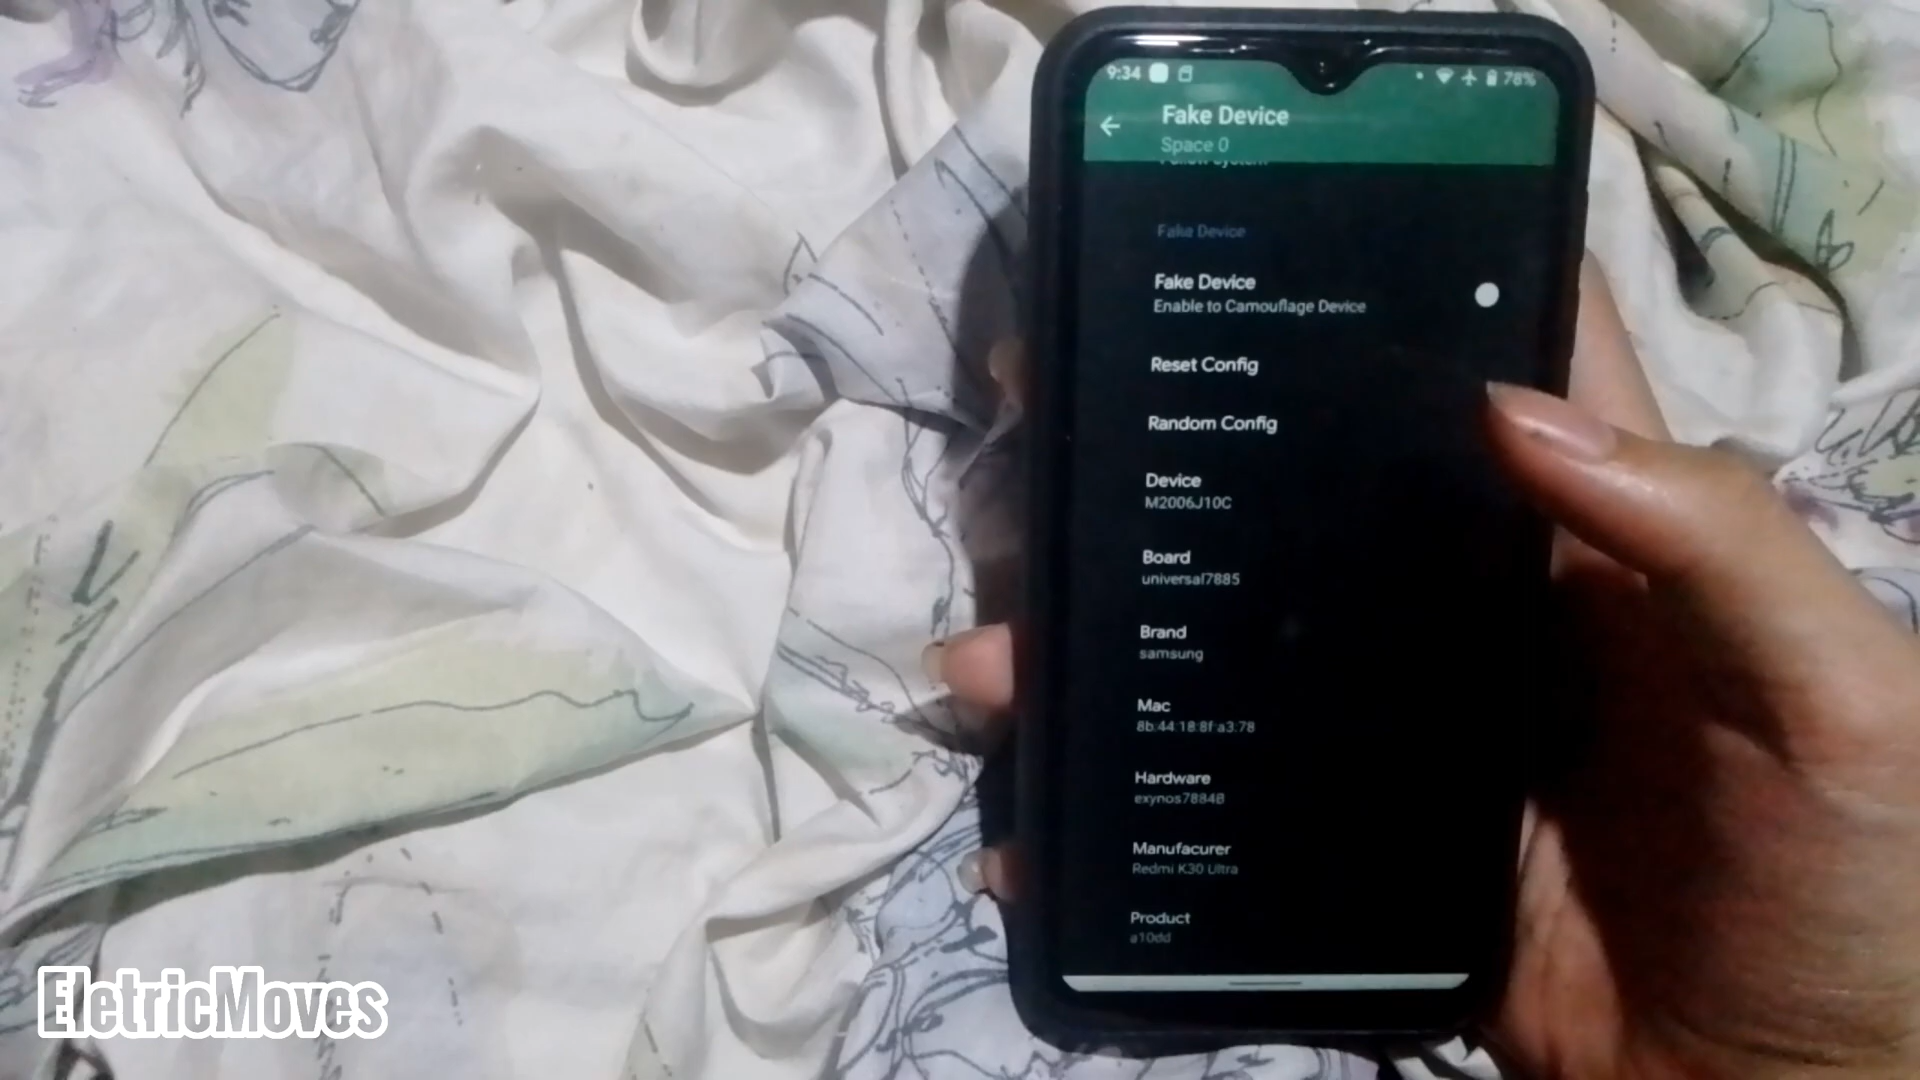 9:34
78%
Fake Device
Space 0
Fake Device
Fake Device
Enable to Camouflage Device
Reset Config
Random Config
Device
M2006J10C
Board
universal7885
Brand
samsung
Mac
8b:44:18:8f:a3:78
Hardware
exynos7884B
Manufacurer
Redmi K30 Ultra
Product
a10dd
EletricMoves